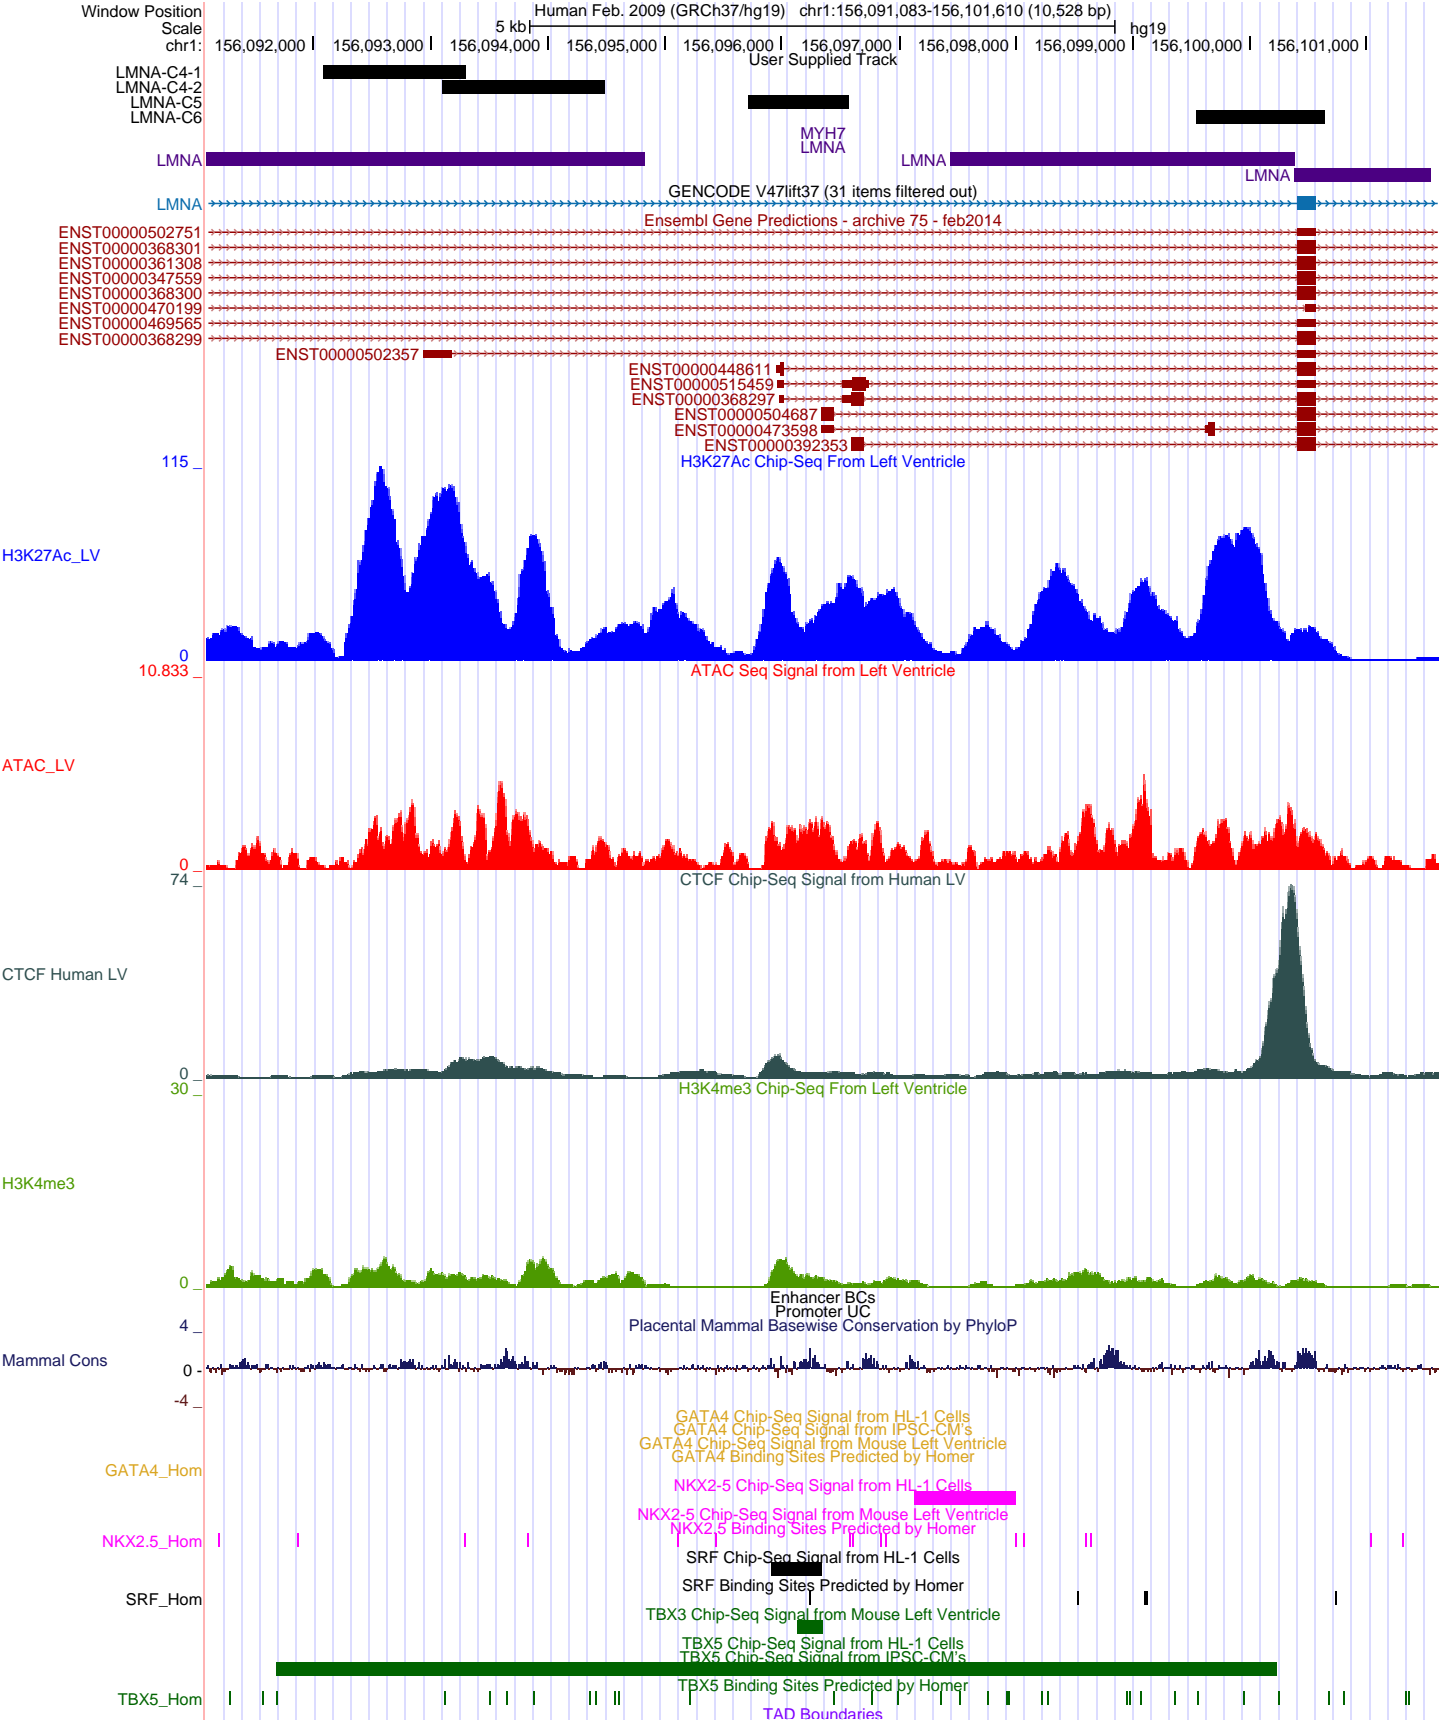 Window Position Human Feb. 2009 (GRCh37/hg19) chr1:156,091,083-156,101,610 (10,528 bp)
Scale 5 kb hg19
chr1: 156,092,000 156,093,000 156,094,000 156,095,000 156,096,000 156,097,000 156,098,000 156,099,000 156,100,000 156,101,000
User Supplied Track
LMNA-C4-1
LMNA-C4-2
LMNA-C5
LMNA-C6
MYH7
LMNA
LMNA LMNA
LMNA
GENCODE V47lift37 (31 items filtered out)
LMNA
Ensembl Gene Predictions - archive 75 - feb2014
ENST00000502751
ENST00000368301
ENST00000361308
ENST00000347559
ENST00000368300
ENST00000470199
ENST00000469565
ENST00000368299
ENST00000502357
ENST00000448611
ENST00000515459
ENST00000368297
ENST00000504687
ENST00000473598
ENST00000392353
115 _ H3K27Ac Chip-Seq From Left Ventricle
H3K27Ac_LV
0 _
10.833 _ ATAC Seq Signal from Left Ventricle
ATAC_LV
0 _
74 _ CTCF Chip-Seq Signal from Human LV
CTCF Human LV
0 _
30 _ H3K4me3 Chip-Seq From Left Ventricle
H3K4me3
0 _
Enhancer BCs
Promoter UC
4 _ Placental Mammal Basewise Conservation by PhyloP
Mammal Cons
0 -
-4 _
GATA4 Chip-Seq Signal from HL-1 Cells
GATA4 Chip-Seq Signal from IPSC-CM's
GATA4 Chip-Seq Signal from Mouse Left Ventricle
GATA4 Binding Sites Predicted by Homer
GATA4_Hom
NKX2-5 Chip-Seq Signal from HL-1 Cells
NKX2-5 Chip-Seq Signal from Mouse Left Ventricle
NKX2.5 Binding Sites Predicted by Homer
NKX2.5_Hom
SRF Chip-Seq Signal from HL-1 Cells
SRF Binding Sites Predicted by Homer
SRF_Hom
TBX3 Chip-Seq Signal from Mouse Left Ventricle
TBX5 Chip-Seq Signal from HL-1 Cells
TBX5 Chip-Seq Signal from IPSC-CM's
TBX5 Binding Sites Predicted by Homer
TBX5_Hom
TAD Boundaries